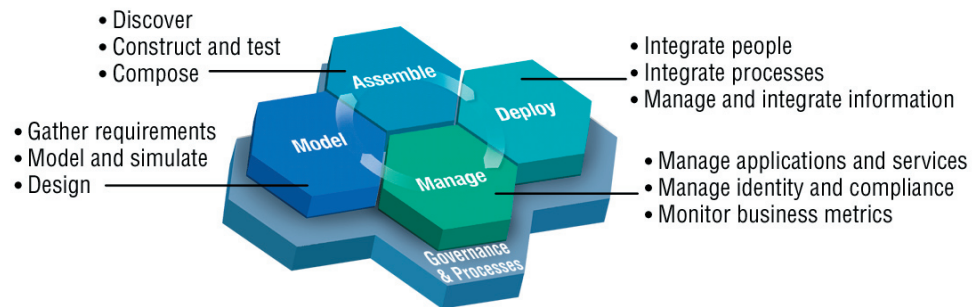 • Discover
• Construct and test
• Compose
Assemble
• Integrate people
• Integrate processes
• Manage and integrate information
Deploy
• Gather requirements
• Model and simulate
• Design
Model
Manage
• Manage applications and services
• Manage identity and compliance
• Monitor business metrics
Governance
& Processes